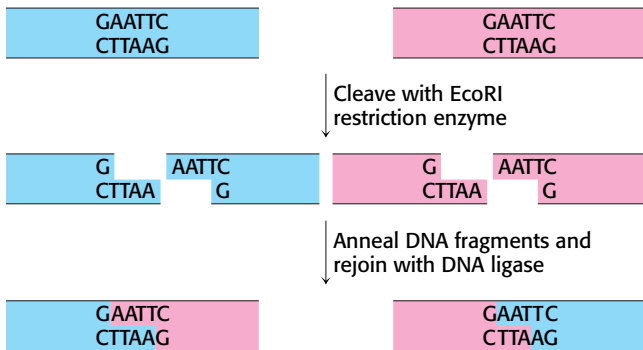 GAATTC GAATTC
CTTAAG CTTAAG
Cleave with EcoRI
restriction enzyme
G AATTC G AATTC
CTTAA G CTTAA G
Anneal DNA fragments and
rejoin with DNA ligase
GAATTC GAATTC
CTTAAG CTTAAG